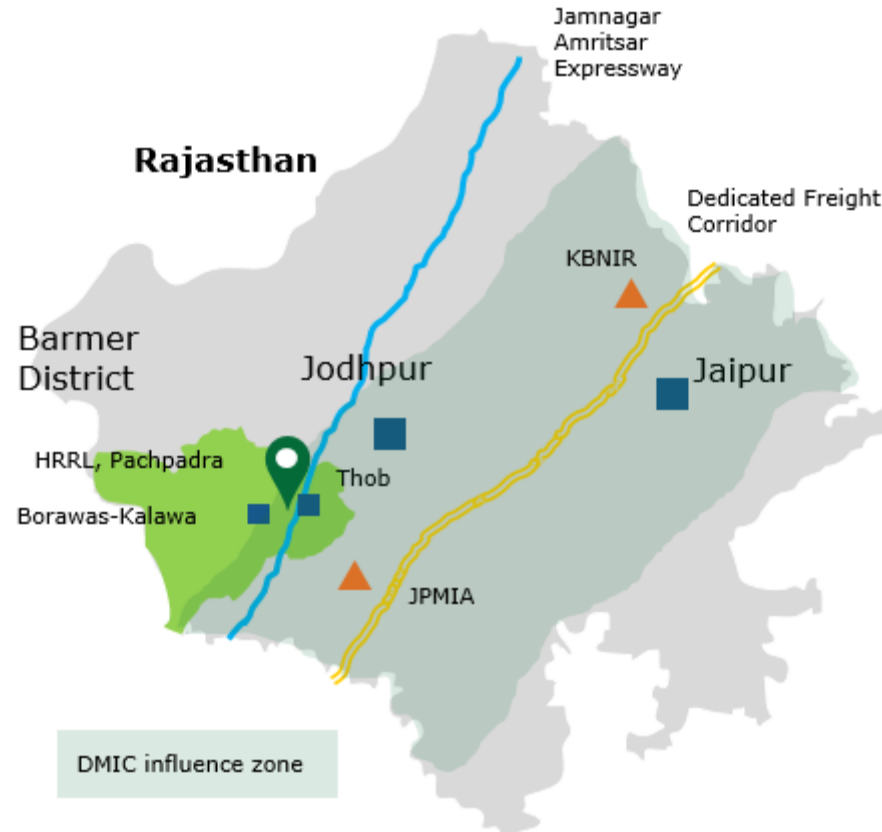 Jamnagar
Amritsar
Expressway
Rajasthan
Dedicated Freight
Corridor
KBNIR
Barmer
District
Jodhpur
Jaipur
HRRL, Pachpadra
Thob
Borawas-Kalawa
JPMIA
DMIC influence zone